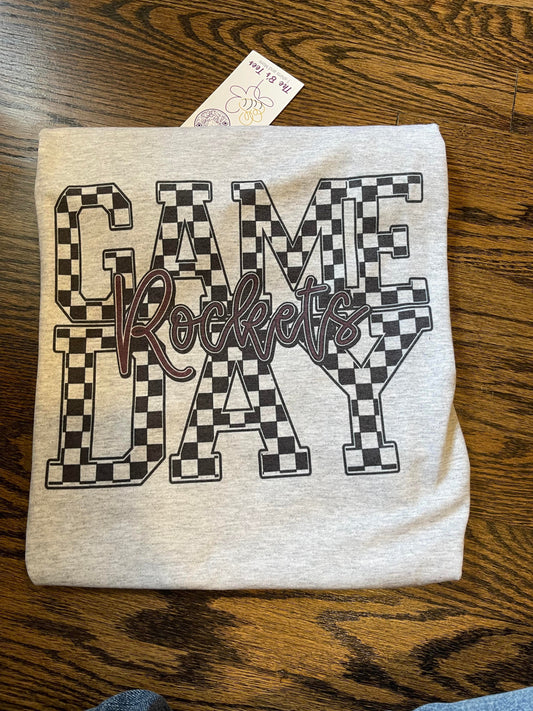 The B's Tees
GAME
Rockets
DAY